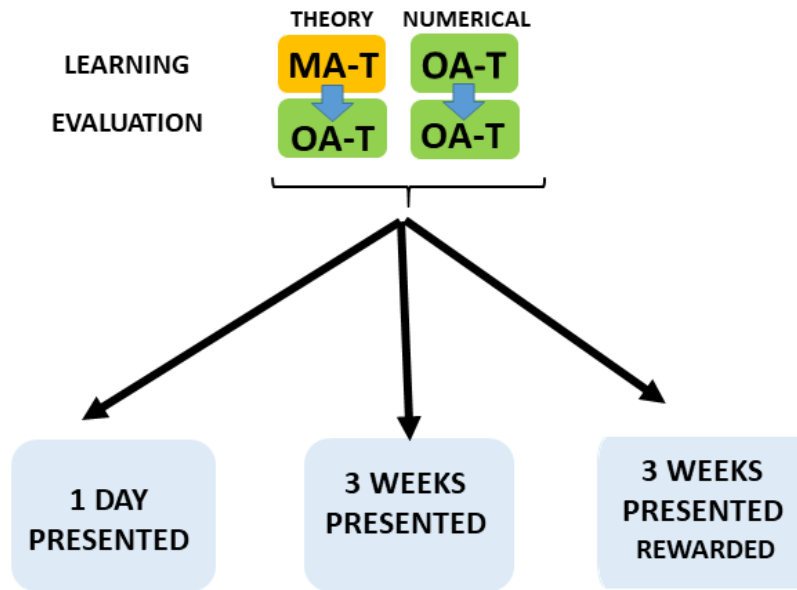 THEORY NUMERICAL
LEARNING MA-T OA-T
EVALUATION OA-T OA-T
1 DAY
PRESENTED
3 WEEKS
PRESENTED
3 WEEKS
PRESENTED
REWARDED